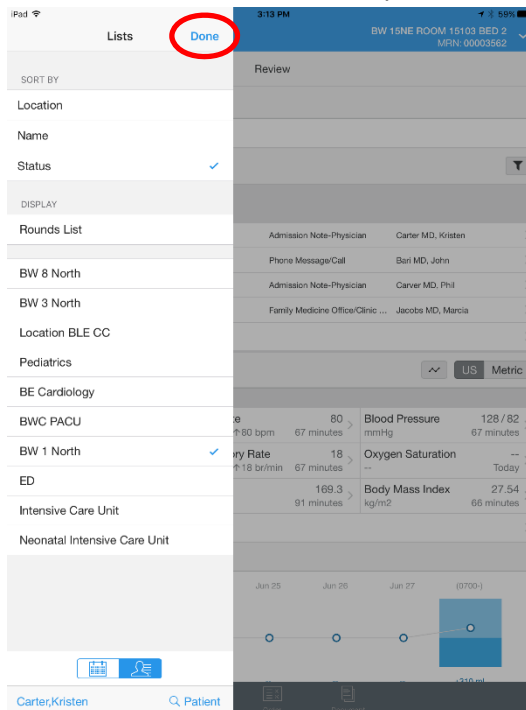 iPad 3:13 PM 59%
Lists Done
BW 15NE ROOM 15103 BED 2
MRN: 00003562
Review
SORT BY
Location
Name
Status
DISPLAY
Rounds List
BW 8 North
BW 3 North
Location BLE CC
Pediatrics
BE Cardiology
BWC PACU
BW 1 North
ED
Intensive Care Unit
Neonatal Intensive Care Unit
Carter,Kristen Patient
Admission Note-Physician Carter MD, Kristen
Phone Message/Call Bari MD, John
Admission Note-Physician Carver MD, Phil
Family Medicine Office/Clinic ... Jacobs MD, Marcia
US Metric
te 80 Blood Pressure 128/82
↑80 bpm 67 minutes mmHg 67 minutes
ory Rate 18 Oxygen Saturation --
↑18 br/min 67 minutes -- Today
169.3 Body Mass Index 27.54
91 minutes kg/m2 66 minutes
Jun 25 Jun 26 Jun 27 (0700-)